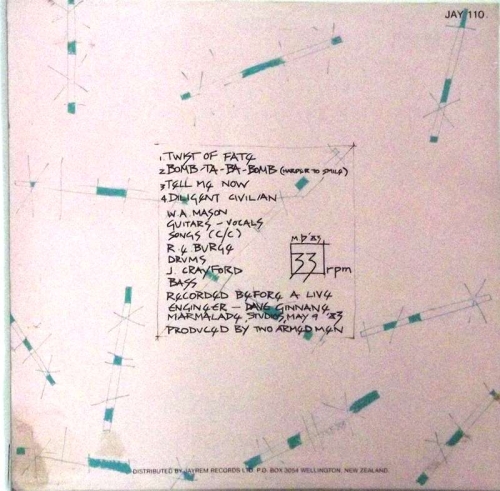 JAY 110.
1. TWIST OF FATE
2 BOMB-TA-BA-BOMB (HARDER TO SMILE)
3 TELL ME NOW
4 DILIGENT CIVILIAN
W.A. MASON
GUITARS - VOCALS
SONGS (C/C)
R.E. BURGE
DRUMS
J. CRAYFORD
BASS
MD '83
33 rpm
RECORDED BEFORE A LIVE
ENGINEER - DAVE GINNANE
MARMALADE STUDIOS, MAY 9 '83
PRODUCED BY TWO ARMED MEN
DISTRIBUTED BY JAYREM RECORDS LTD. P.O. BOX 3054 WELLINGTON, NEW ZEALAND.